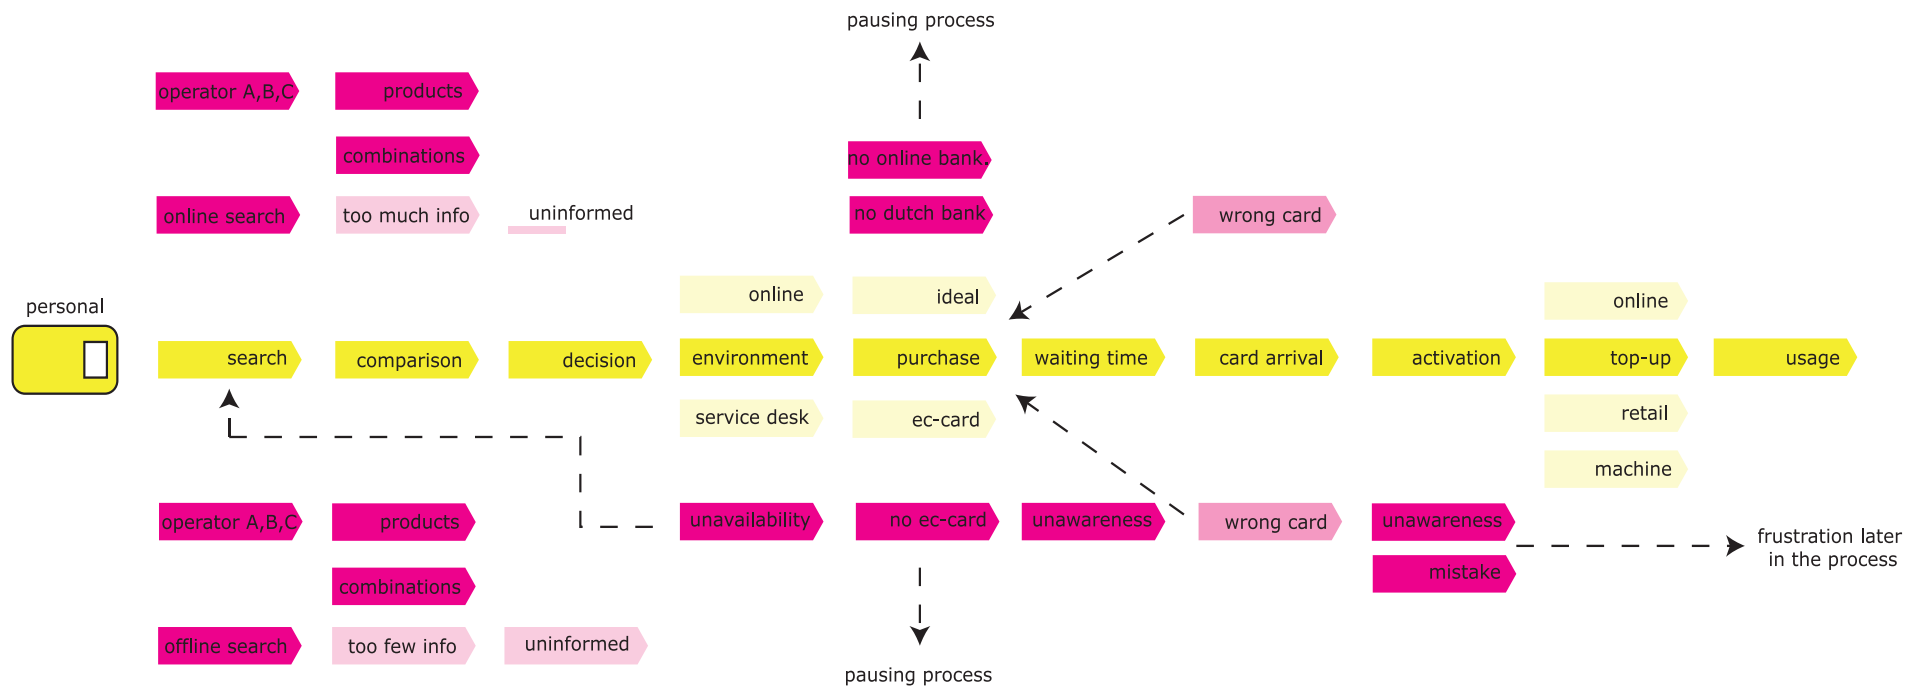 pausing process
operator A,B,C
products
combinations
no online bank.
online search
too much info
uninformed
no dutch bank
wrong card
personal
online
ideal
online
search
comparison
decision
environment
purchase
waiting time
card arrival
activation
top-up
usage
service desk
ec-card
retail
machine
operator A,B,C
products
unavailability
no ec-card
unawareness
wrong card
unawareness
frustration later
in the process
combinations
mistake
offline search
too few info
uninformed
pausing process